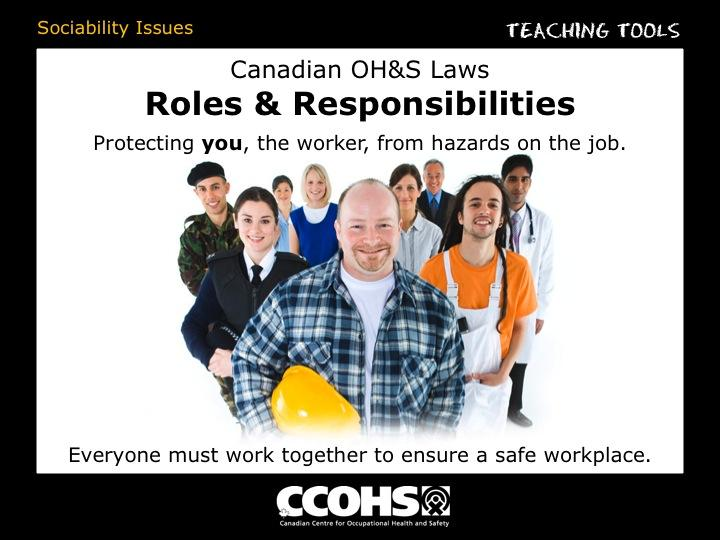 Sociability Issues
TEACHING TOOLS
Canadian OH&S Laws
Roles & Responsibilities
Protecting you, the worker, from hazards on the job.
Everyone must work together to ensure a safe workplace.
CCOHS
Canadian Centre for Occupational Health and Safety